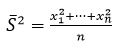 S̄² = (x₁² + ⋯ + xₙ²) / n